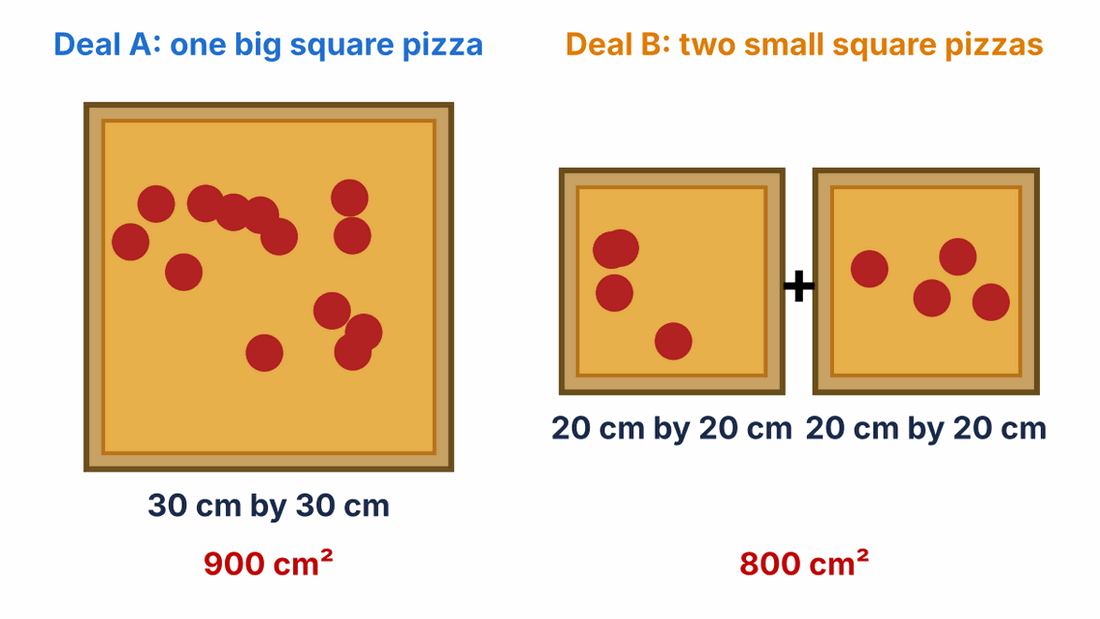 Deal A: one big square pizza
Deal B: two small square pizzas
+
20 cm by 20 cm
20 cm by 20 cm
30 cm by 30 cm
900 cm²
800 cm²